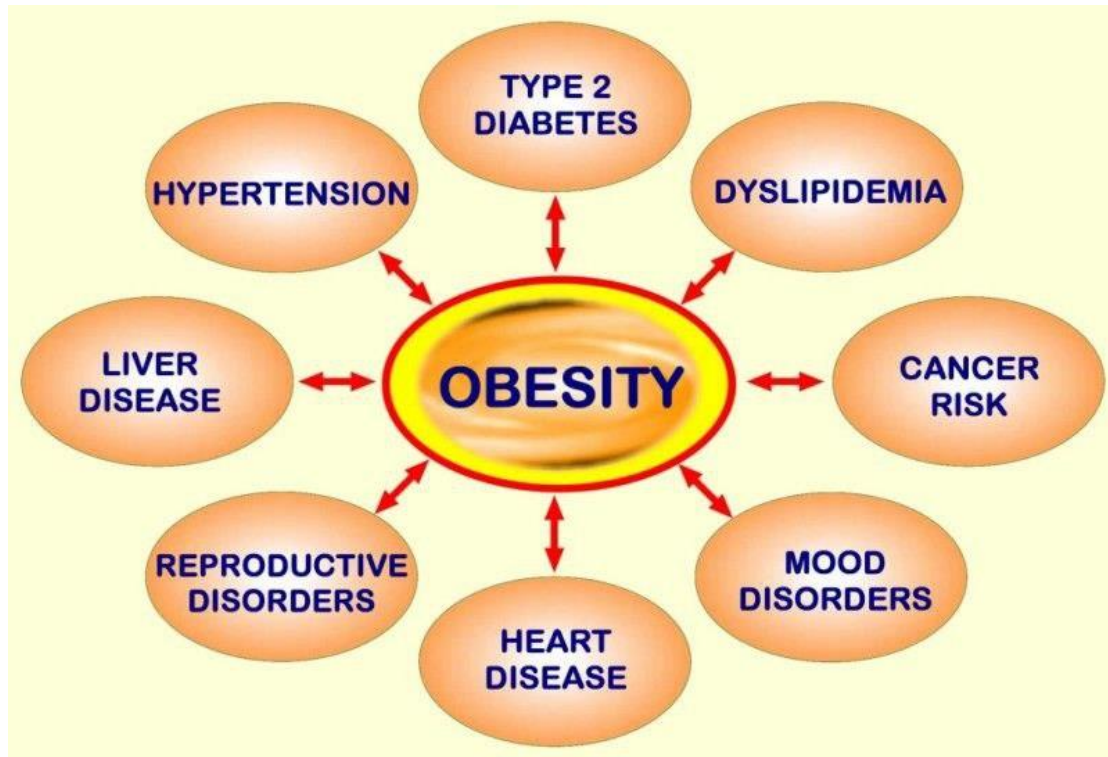 TYPE 2
DIABETES
HYPERTENSION
DYSLIPIDEMIA
LIVER
DISEASE
OBESITY
CANCER
RISK
REPRODUCTIVE
DISORDERS
MOOD
DISORDERS
HEART
DISEASE